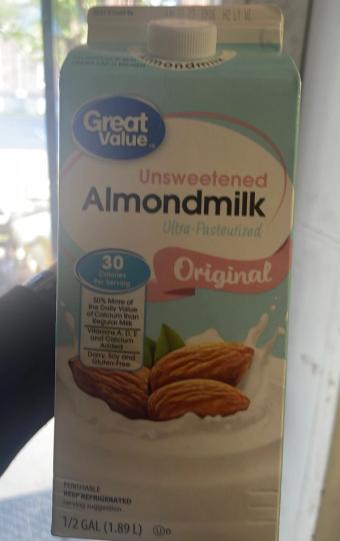 almondmilk
Great
Value
Unsweetened
Almondmilk
Ultra-Pasteurized
Original
30
Calories
Per Serving
50% More of
the Daily Value
of Calcium than
Regular Milk
Vitamins A, D, E
and Calcium
Added
Dairy, Soy and
Gluten-Free
PERISHABLE
KEEP REFRIGERATED
serving suggestion
1/2 GAL (1.89 L) U D